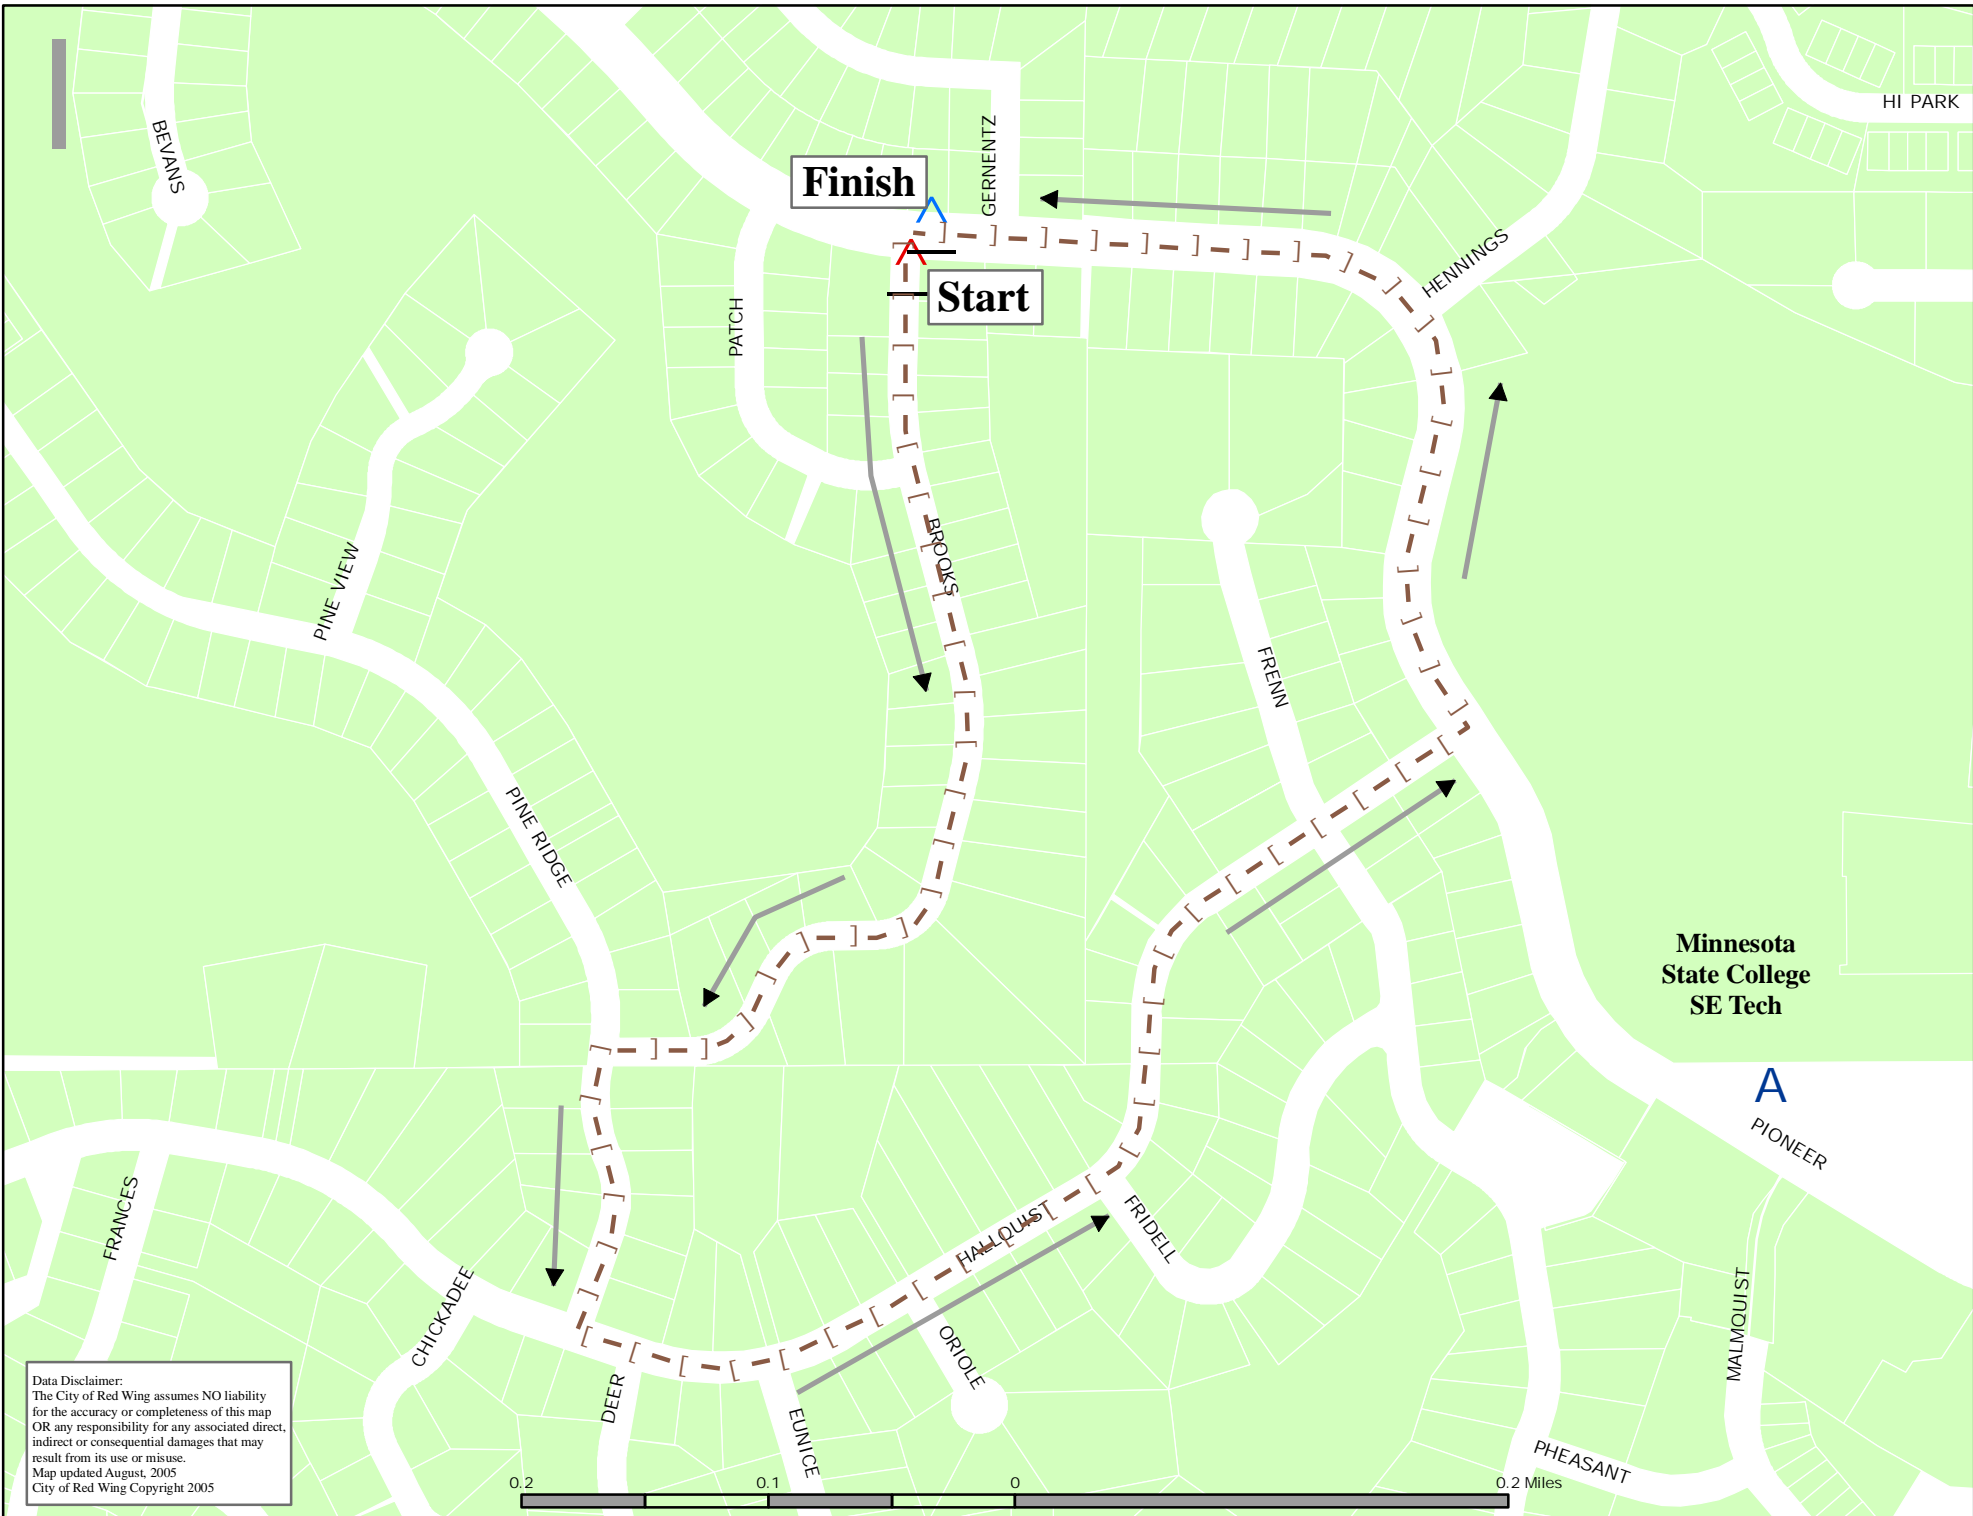 HI PARK
BEVANS
GERNENTZ
Finish
HENNINGS
Start
PATCH
BROOKS
PINE VIEW
FRENN
PINE RIDGE
Minnesota
State College
SE Tech
A
PIONEER
FRANCES
HALLQUIST
FRIDELL
CHICKADEE
MALMQUIST
ORIOLE
DEER
EUNICE
PHEASANT
Data Disclaimer:
The City of Red Wing assumes NO liability
for the accuracy or completeness of this map
OR any responsibility for any associated direct,
indirect or consequential damages that may
result from its use or misuse.
Map updated August, 2005
City of Red Wing Copyright 2005
0.2 0.1 0 0.2 Miles